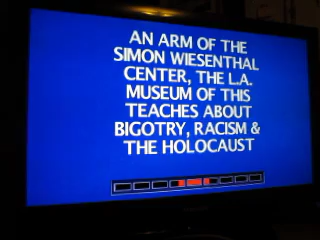 AN ARM OF THE
SIMON WIESENTHAL
CENTER, THE L.A.
MUSEUM OF THIS
TEACHES ABOUT
BIGOTRY, RACISM &
THE HOLOCAUST